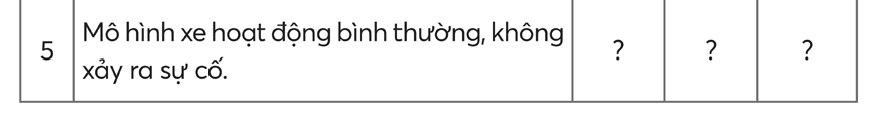 5 Mô hình xe hoạt động bình thường, không ? ? ?
xảy ra sự cố.